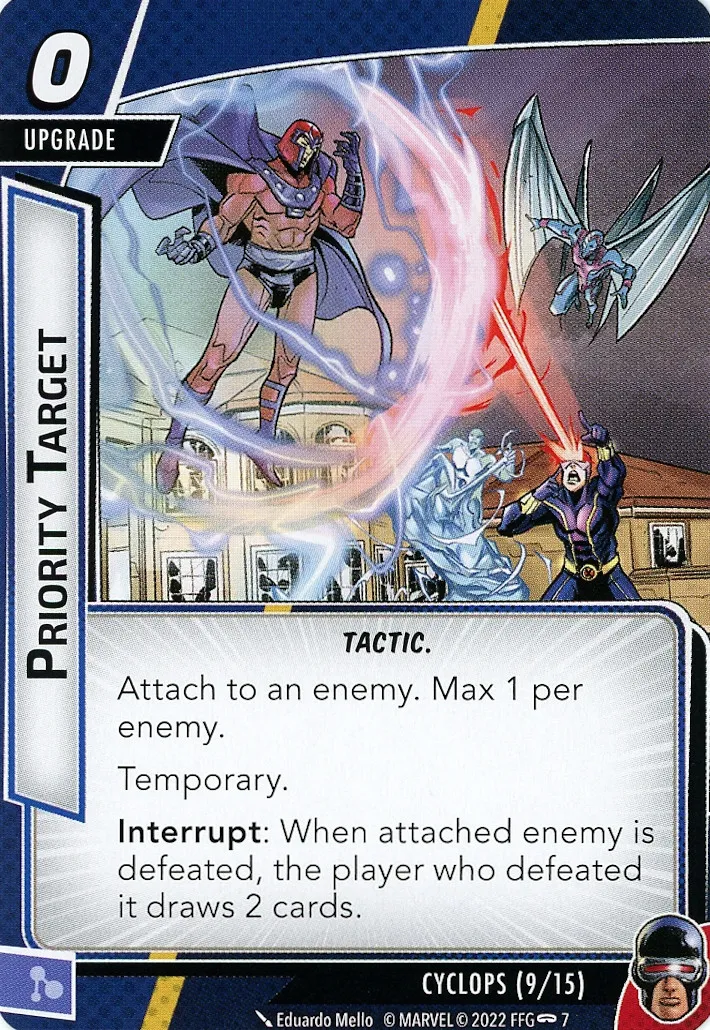 0
UPGRADE
PRIORITY TARGET
TACTIC.
Attach to an enemy. Max 1 per
enemy.
Temporary.
Interrupt: When attached enemy is
defeated, the player who defeated
it draws 2 cards.
CYCLOPS (9/15)
Eduardo Mello © MARVEL © 2022 FFG 7